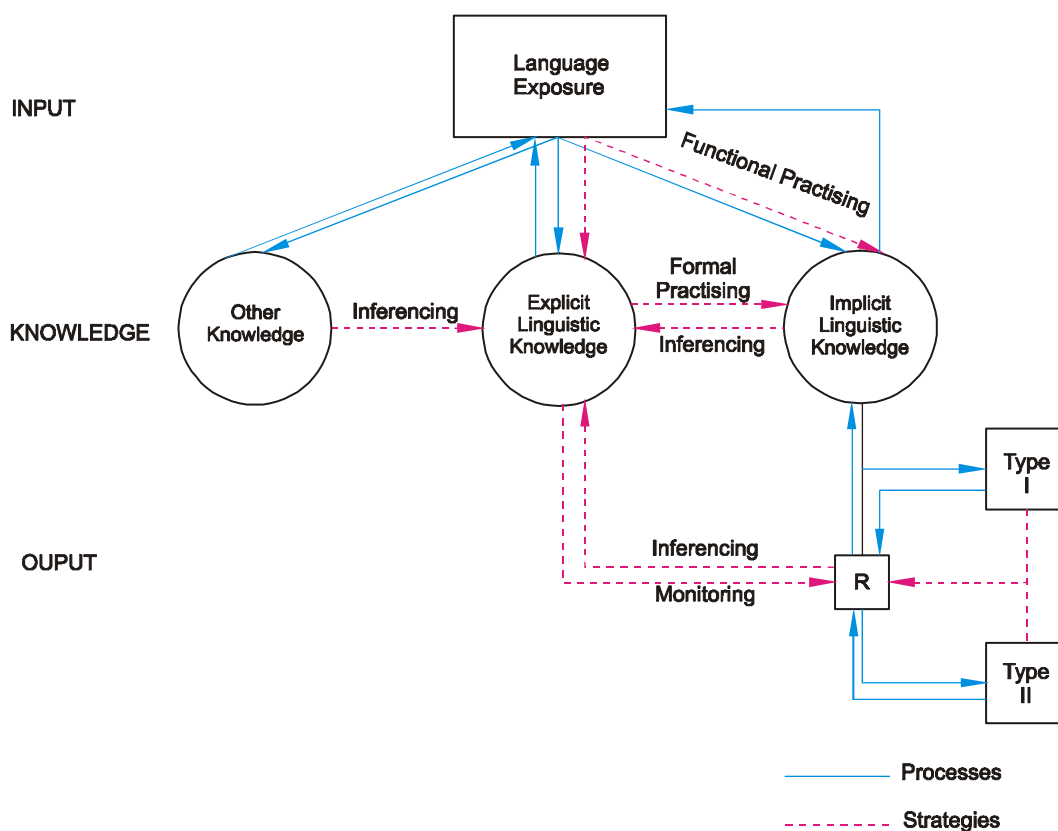 Language
Exposure
INPUT
Functional Practising
Other
Knowledge
Inferencing
Explicit
Linguistic
Knowledge
Formal
Practising
Inferencing
Implicit
Linguistic
Knowledge
KNOWLEDGE
Type
I
OUPUT
Inferencing
Monitoring
R
Type
II
Processes
Strategies